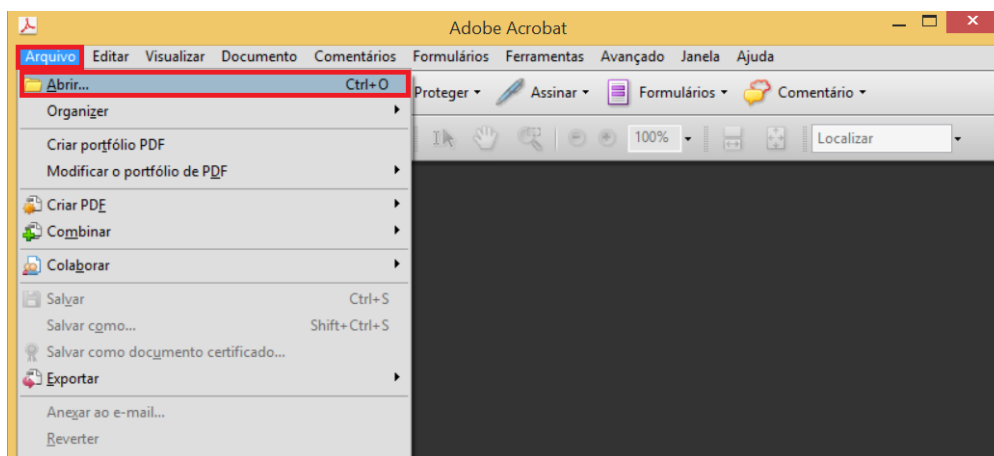 Adobe Acrobat
Arquivo Editar Visualizar Documento Comentários Formulários Ferramentas Avançado Janela Ajuda
Abrir... Ctrl+O
Proteger Assinar Formulários Comentário
Organizer
100% Localizar
Criar portfólio PDF
Modificar o portfólio de PDF
Criar PDF
Combinar
Colaborar
Salvar Ctrl+S
Salvar como... Shift+Ctrl+S
Salvar como documento certificado...
Exportar
Anexar ao e-mail...
Reverter